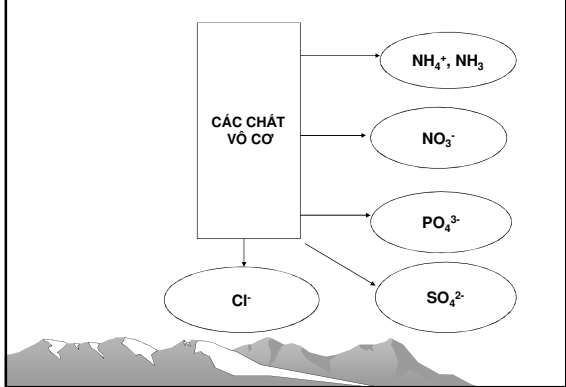 NH₄⁺, NH₃
CÁC CHẤT
VÔ CƠ
NO₃⁻
PO₄³⁻
Cl⁻
SO₄²⁻